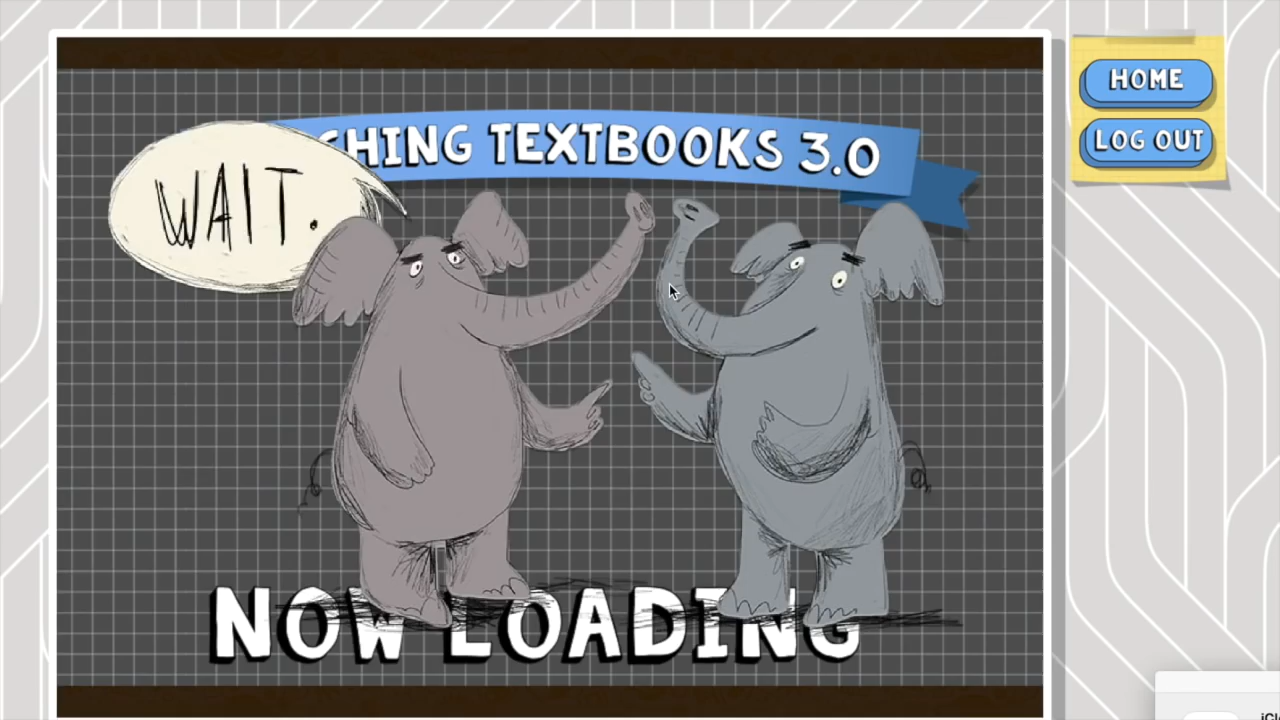 HOME
LOG OUT
CHING TEXTBOOKS 3.0
WAIT.
NOW LOADING